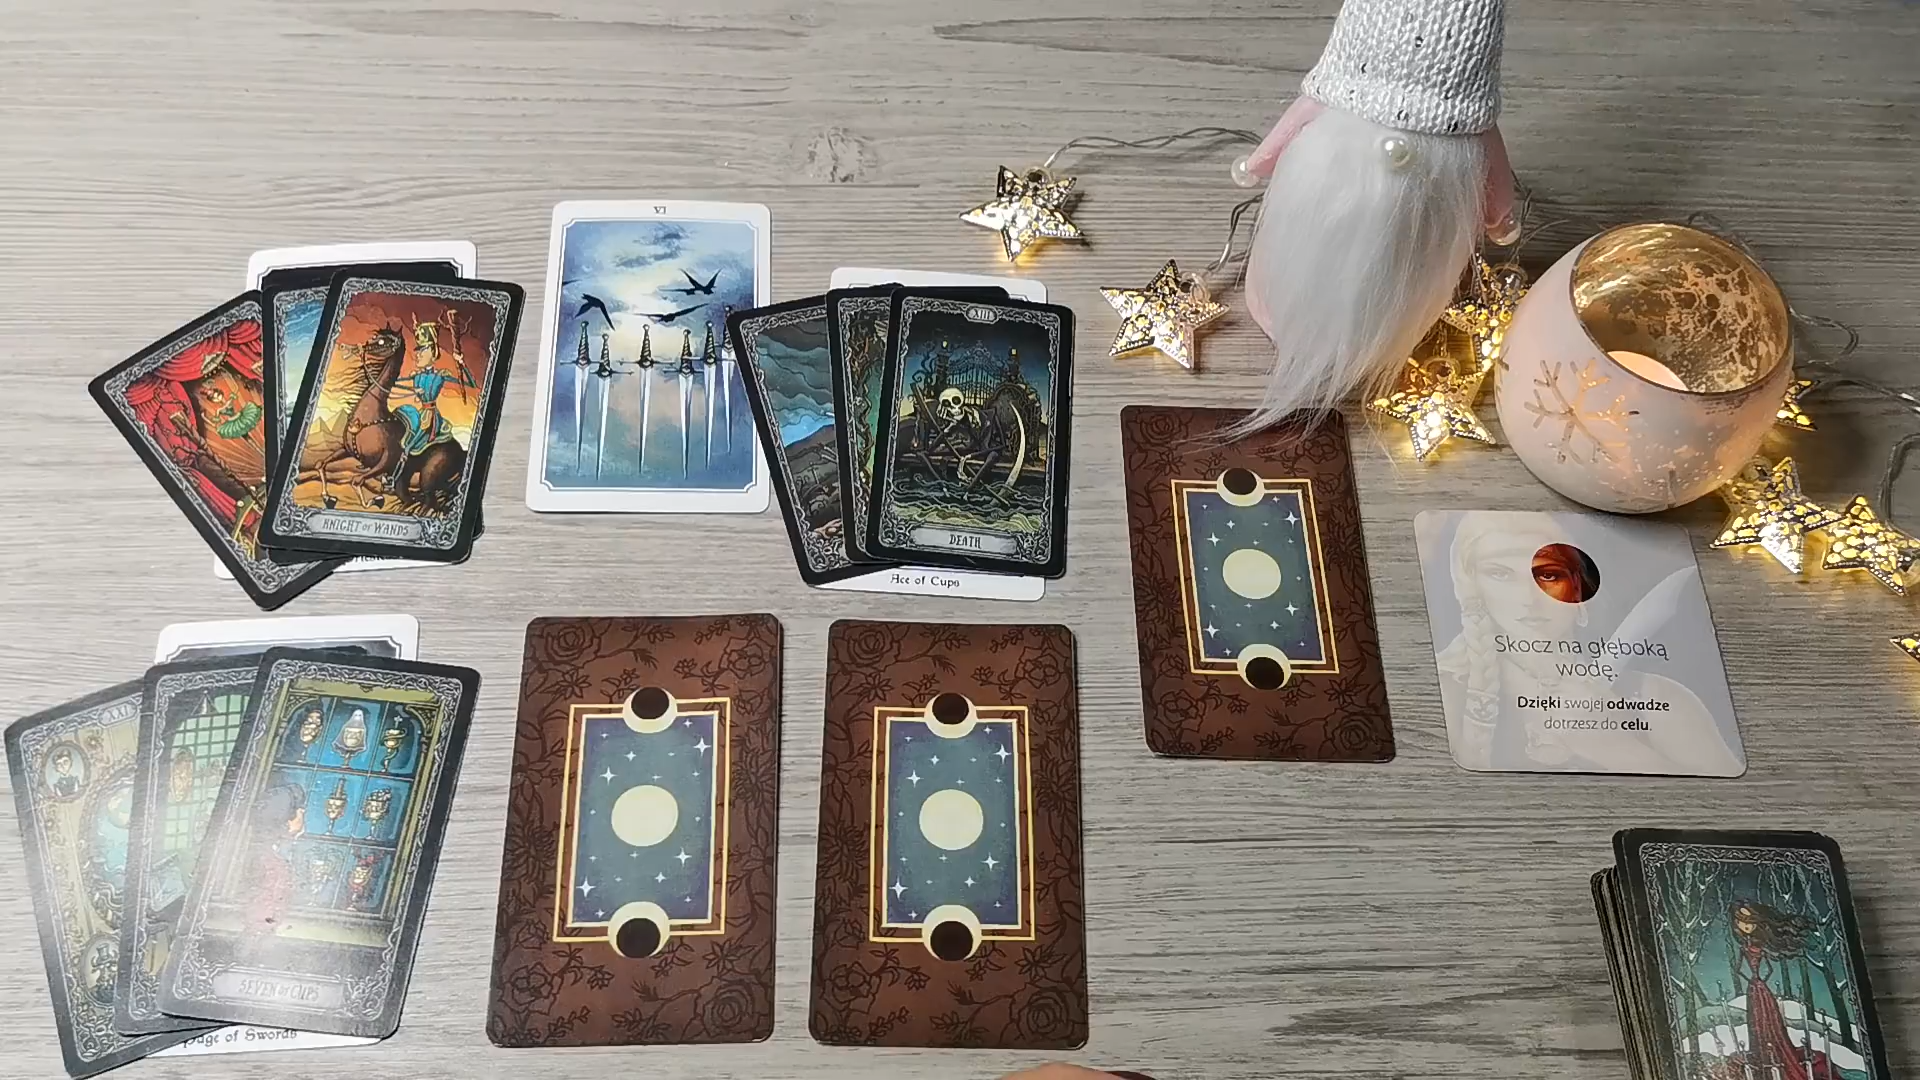 VI
XIII
KNIGHT OF WANDS
DEATH
Ace of Cups
Skocz na głęboką
wodę.
Dzięki swojej odwadze
dotrzesz do celu.
XXI
SEVEN OF CUPS
Page of Swords